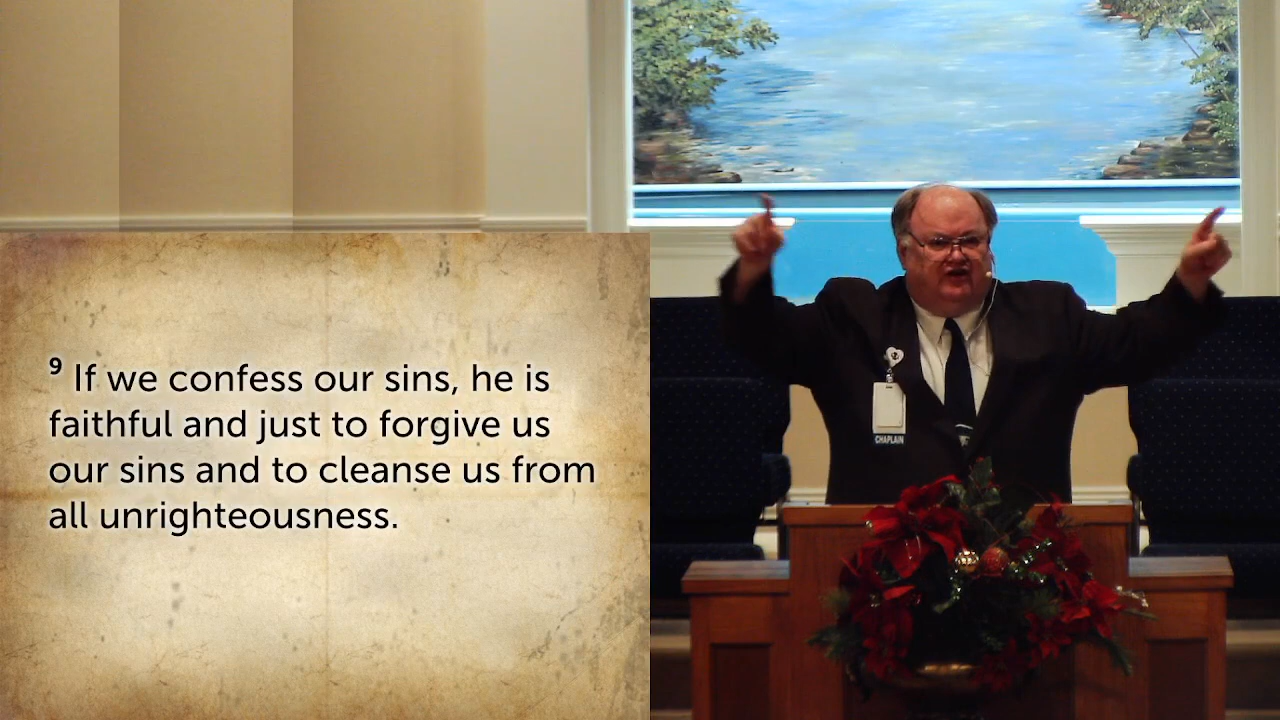 ⁹ If we confess our sins, he is
faithful and just to forgive us
our sins and to cleanse us from
all unrighteousness.
CHAPLAIN